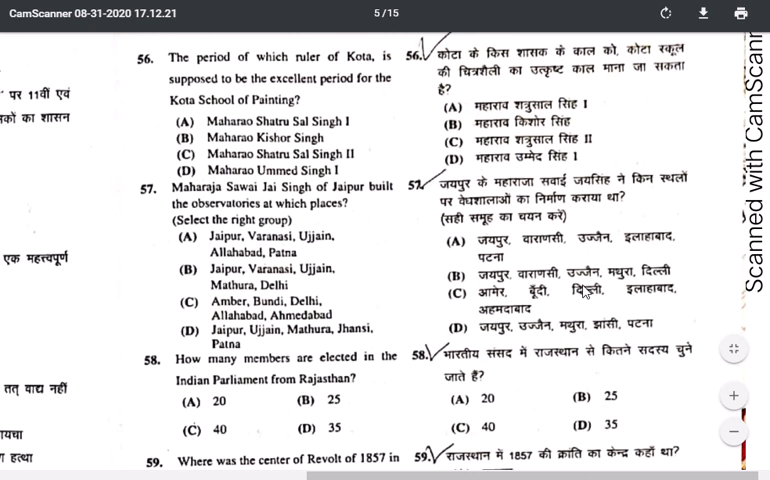 CamScanner 08-31-2020 17.12.21
5 / 15
पर 11वीं एवं
कों का शासन
एक महत्त्वपूर्ण
तत् वाद्य नहीं
ायचा
ा हत्था
56. The period of which ruler of Kota, is
supposed to be the excellent period for the
Kota School of Painting?
(A) Maharao Shatru Sal Singh I
(B) Maharao Kishor Singh
(C) Maharao Shatru Sal Singh II
(D) Maharao Ummed Singh I
57. Maharaja Sawai Jai Singh of Jaipur built
the observatories at which places?
(Select the right group)
(A) Jaipur, Varanasi, Ujjain,
Allahabad, Patna
(B) Jaipur, Varanasi, Ujjain,
Mathura, Delhi
(C) Amber, Bundi, Delhi,
Allahabad, Ahmedabad
(D) Jaipur, Ujjain, Mathura, Jhansi,
Patna
58. How many members are elected in the
Indian Parliament from Rajasthan?
(A) 20 (B) 25
(C) 40 (D) 35
59. Where was the center of Revolt of 1857 in
56. कोटा के किस शासक के काल को, कोटा स्कूल
की चित्रशैली का उत्कृष्ट काल माना जा सकता
है?
(A) महाराव शत्रुसाल सिंह I
(B) महाराव किशोर सिंह
(C) महाराव शत्रुसाल सिंह II
(D) महाराव उम्मेद सिंह I
57. जयपुर के महाराजा सवाई जयसिंह ने किन स्थलों
पर वेधशालाओं का निर्माण कराया था?
(सही समूह का चयन करें)
(A) जयपुर, वाराणसी, उज्जैन, इलाहाबाद,
पटना
(B) जयपुर, वाराणसी, उज्जैन, मथुरा, दिल्ली
(C) आमेर, बूँदी, दिल्ली, इलाहाबाद,
अहमदाबाद
(D) जयपुर, उज्जैन, मथुरा, झांसी, पटना
58. भारतीय संसद में राजस्थान से कितने सदस्य चुने
जाते हैं?
(A) 20 (B) 25
(C) 40 (D) 35
59. राजस्थान में 1857 की क्रांति का केन्द्र कहाँ था?
Scanned with CamScann